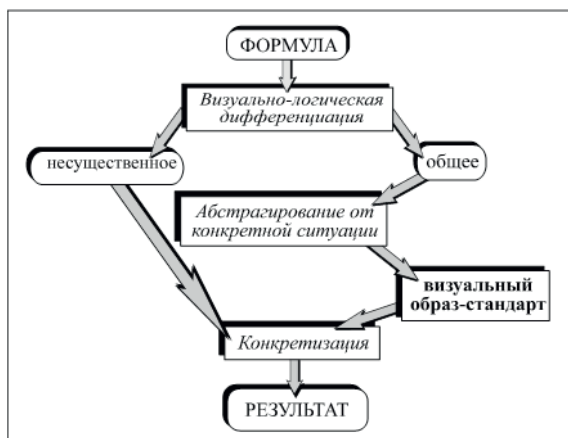 ФОРМУЛА
Визуально-логическая
дифференциация
несущественное
общее
Абстрагирование от
конкретной ситуации
визуальный
образ-стандарт
Конкретизация
РЕЗУЛЬТАТ